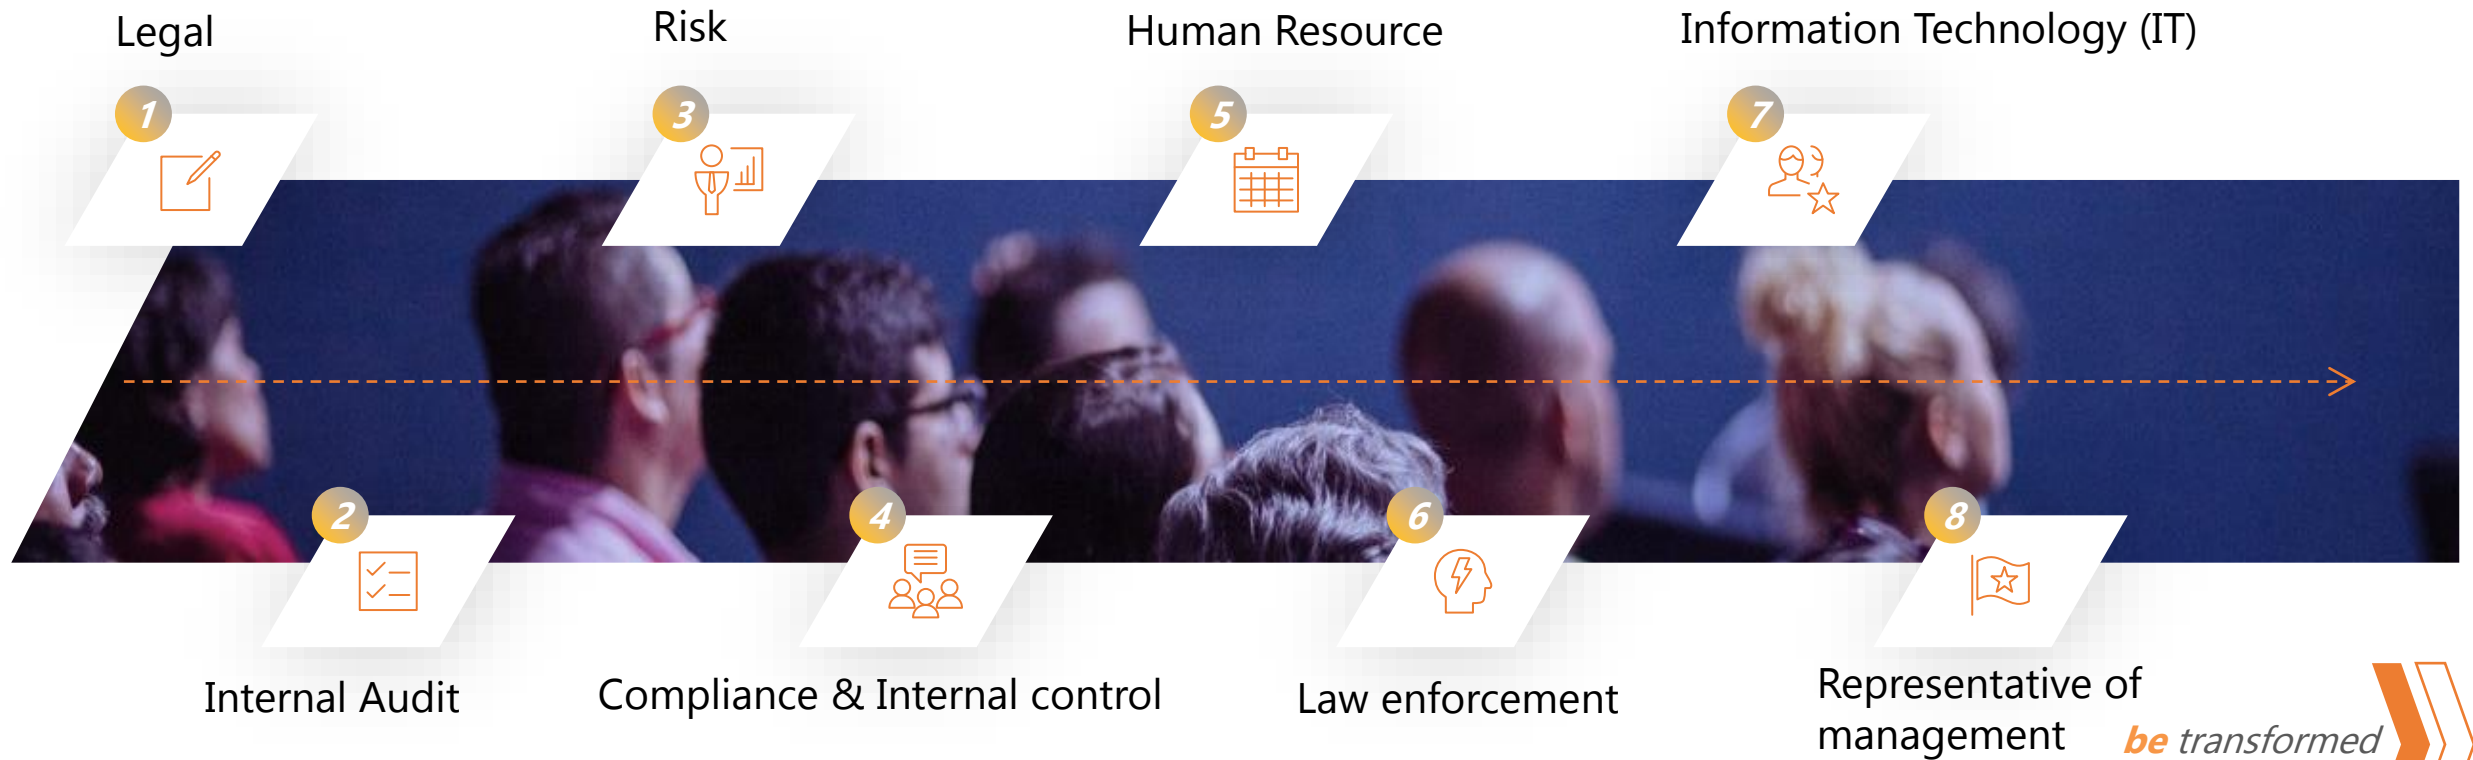 Legal
Risk
Human Resource
Information Technology (IT)
1
3
5
7
2
4
6
8
Internal Audit
Compliance & Internal control
Law enforcement
Representative of
management
be transformed